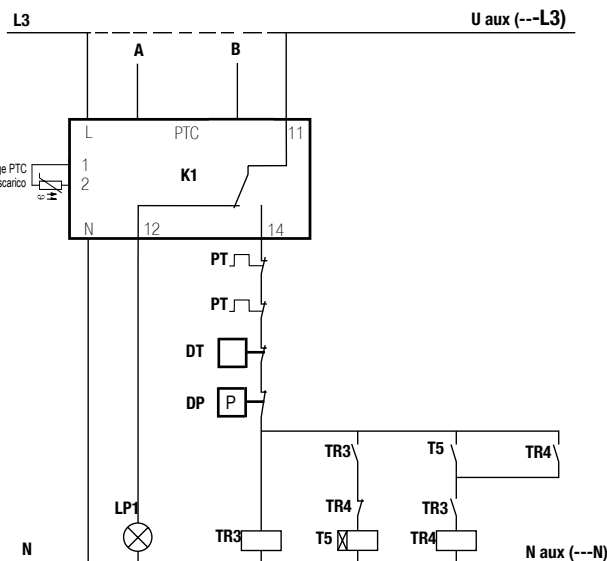 L3
U aux (---L3)
A
B
L
PTC
11
1
PTC
K1
2
scarico
N
12
14
PT
PT
DT
DP
P
TR3
T5
TR4
TR4
TR3
LP1
TR3
T5
TR4
N
N aux (---N)